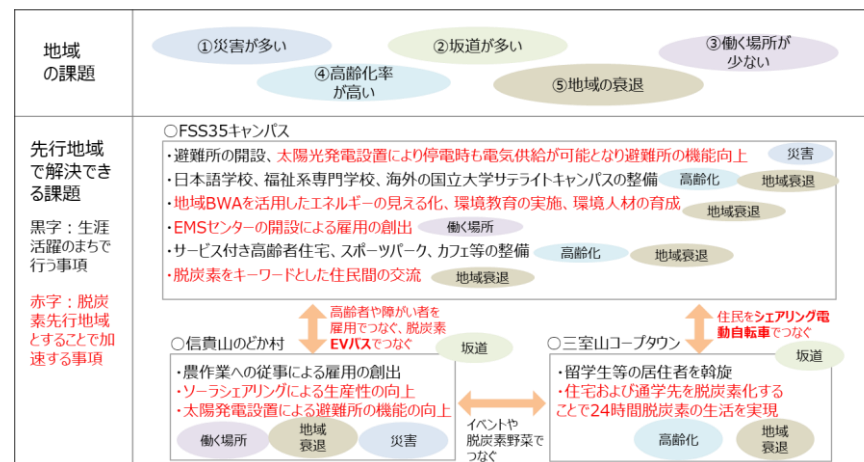 地域
の課題
①災害が多い
②坂道が多い
③働く場所が
少ない
④高齢化率
が高い
⑤地域の衰退
先行地域
で解決でき
る課題
黒字：生涯
活躍のまちで
行う事項
赤字：脱炭
素先行地域
とすることで加
速する事項
○FSS35キャンパス
・避難所の開設、太陽光発電設置により停電時も電気供給が可能となり避難所の機能向上
災害
・日本語学校、福祉系専門学校、海外の国立大学サテライトキャンパスの整備
高齢化
地域衰退
・地域BWAを活用したエネルギーの見える化、環境教育の実施、環境人材の育成
地域衰退
・EMSセンターの開設による雇用の創出
働く場所
・サービス付き高齢者住宅、スポーツパーク、カフェ等の整備
高齢化
地域衰退
・脱炭素をキーワードとした住民間の交流
地域衰退
高齢者や障がい者を
雇用でつなぐ、脱炭素
EVバスでつなぐ
住民をシェアリング電
動自転車でつなぐ
○信貴山のどか村
坂道
・農作業への従事による雇用の創出
・ソーラシェアリングによる生産性の向上
・太陽発電設置による避難所の機能の向上
働く場所
地域
衰退
災害
イベントや
脱炭素野菜で
つなぐ
○三室山コープタウン
坂道
・留学生等の居住者を斡旋
・住宅および通学先を脱炭素化する
ことで24時間脱炭素の生活を実現
高齢化
地域
衰退